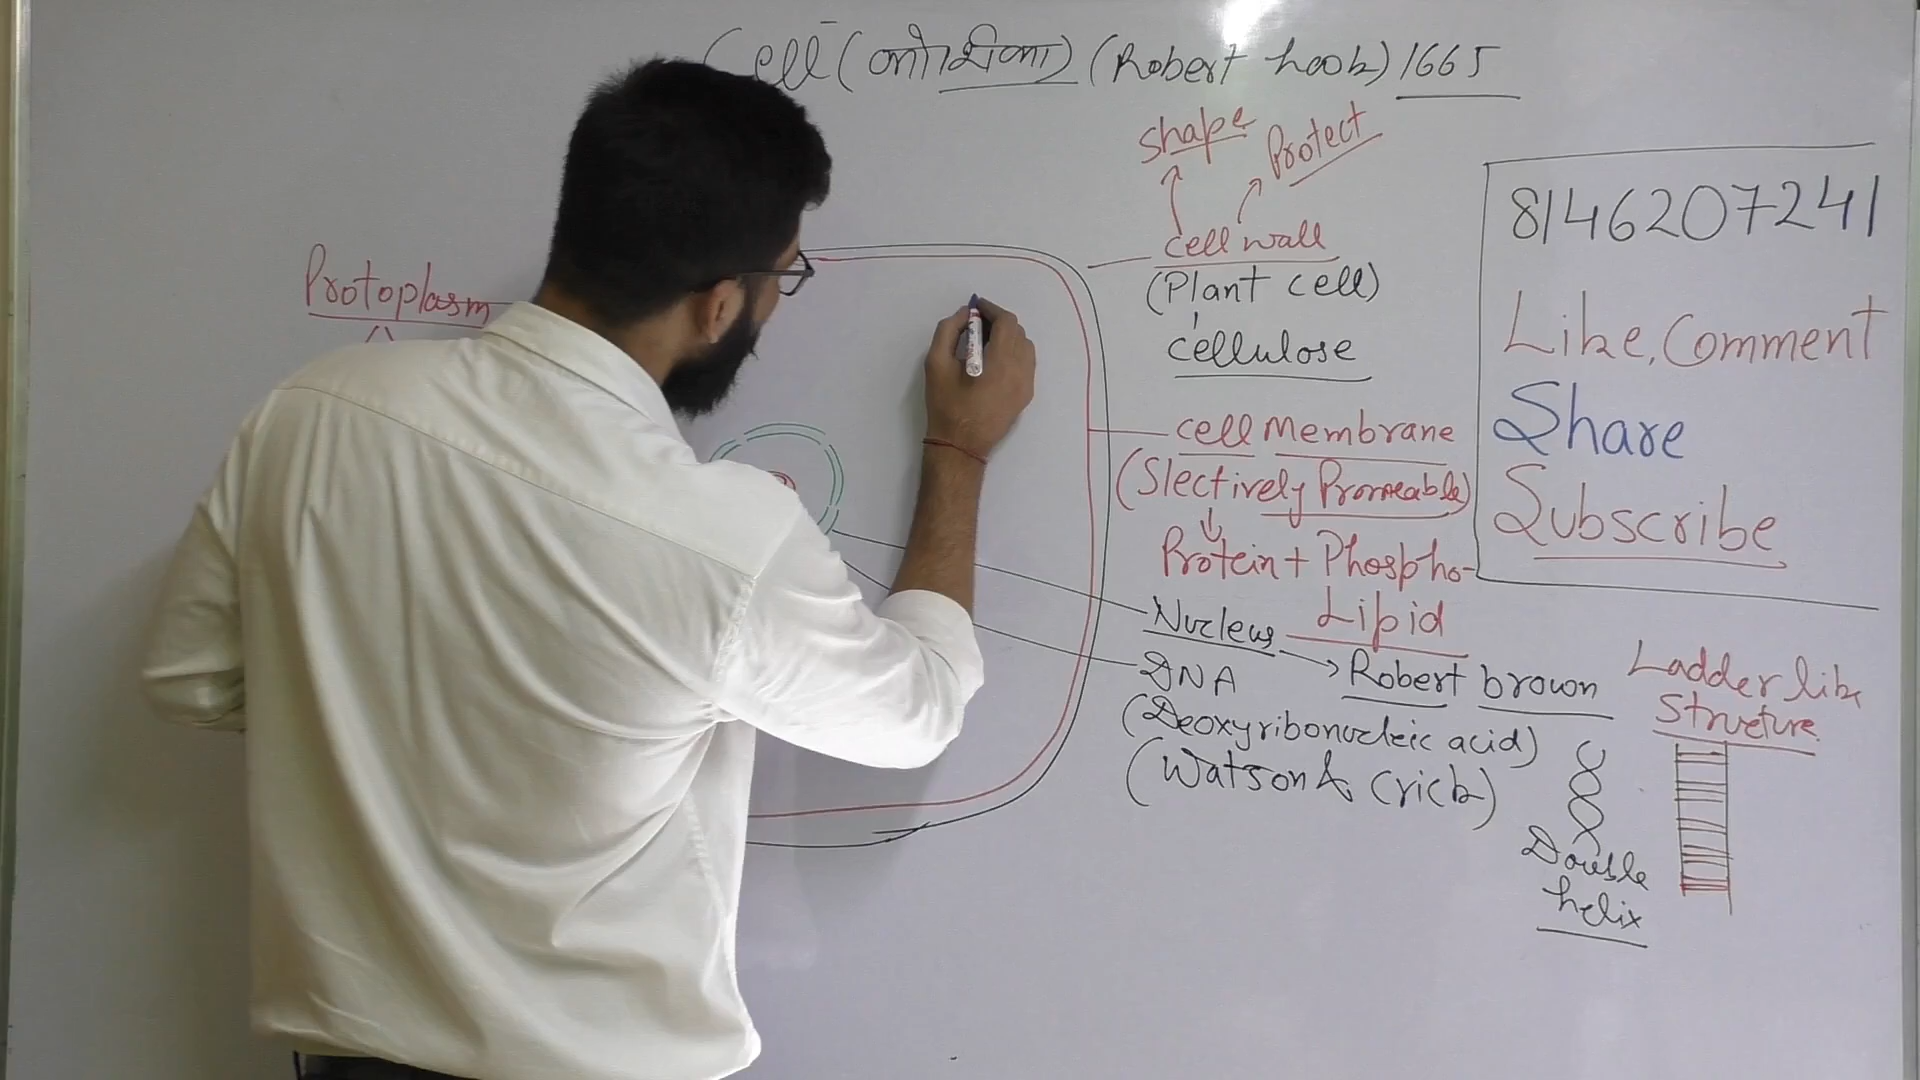 Cell (कोशिका) (Robert hook) 1665
Shape Protect
cell wall
(Plant cell)
cellulose
Protoplasm
cell Membrane
(Slectively Prormeable)
Protein + Phospho-
Lipid
Nucleus → Robert brown
DNA
(Deoxyribonucleic acid)
(Watson & Crick)
Double
helix
Ladder like
Structure
8146207241
Like, Comment
Share
Subscribe